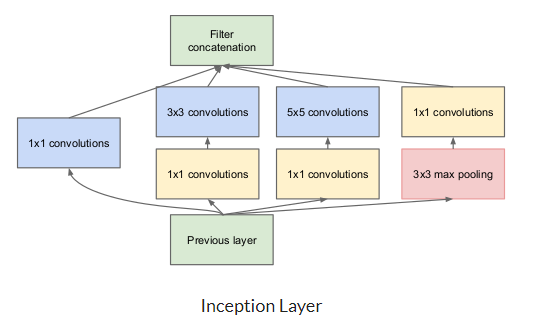 Filter
concatenation
3x3 convolutions
5x5 convolutions
1x1 convolutions
1x1 convolutions
1x1 convolutions
1x1 convolutions
3x3 max pooling
Previous layer
Inception Layer